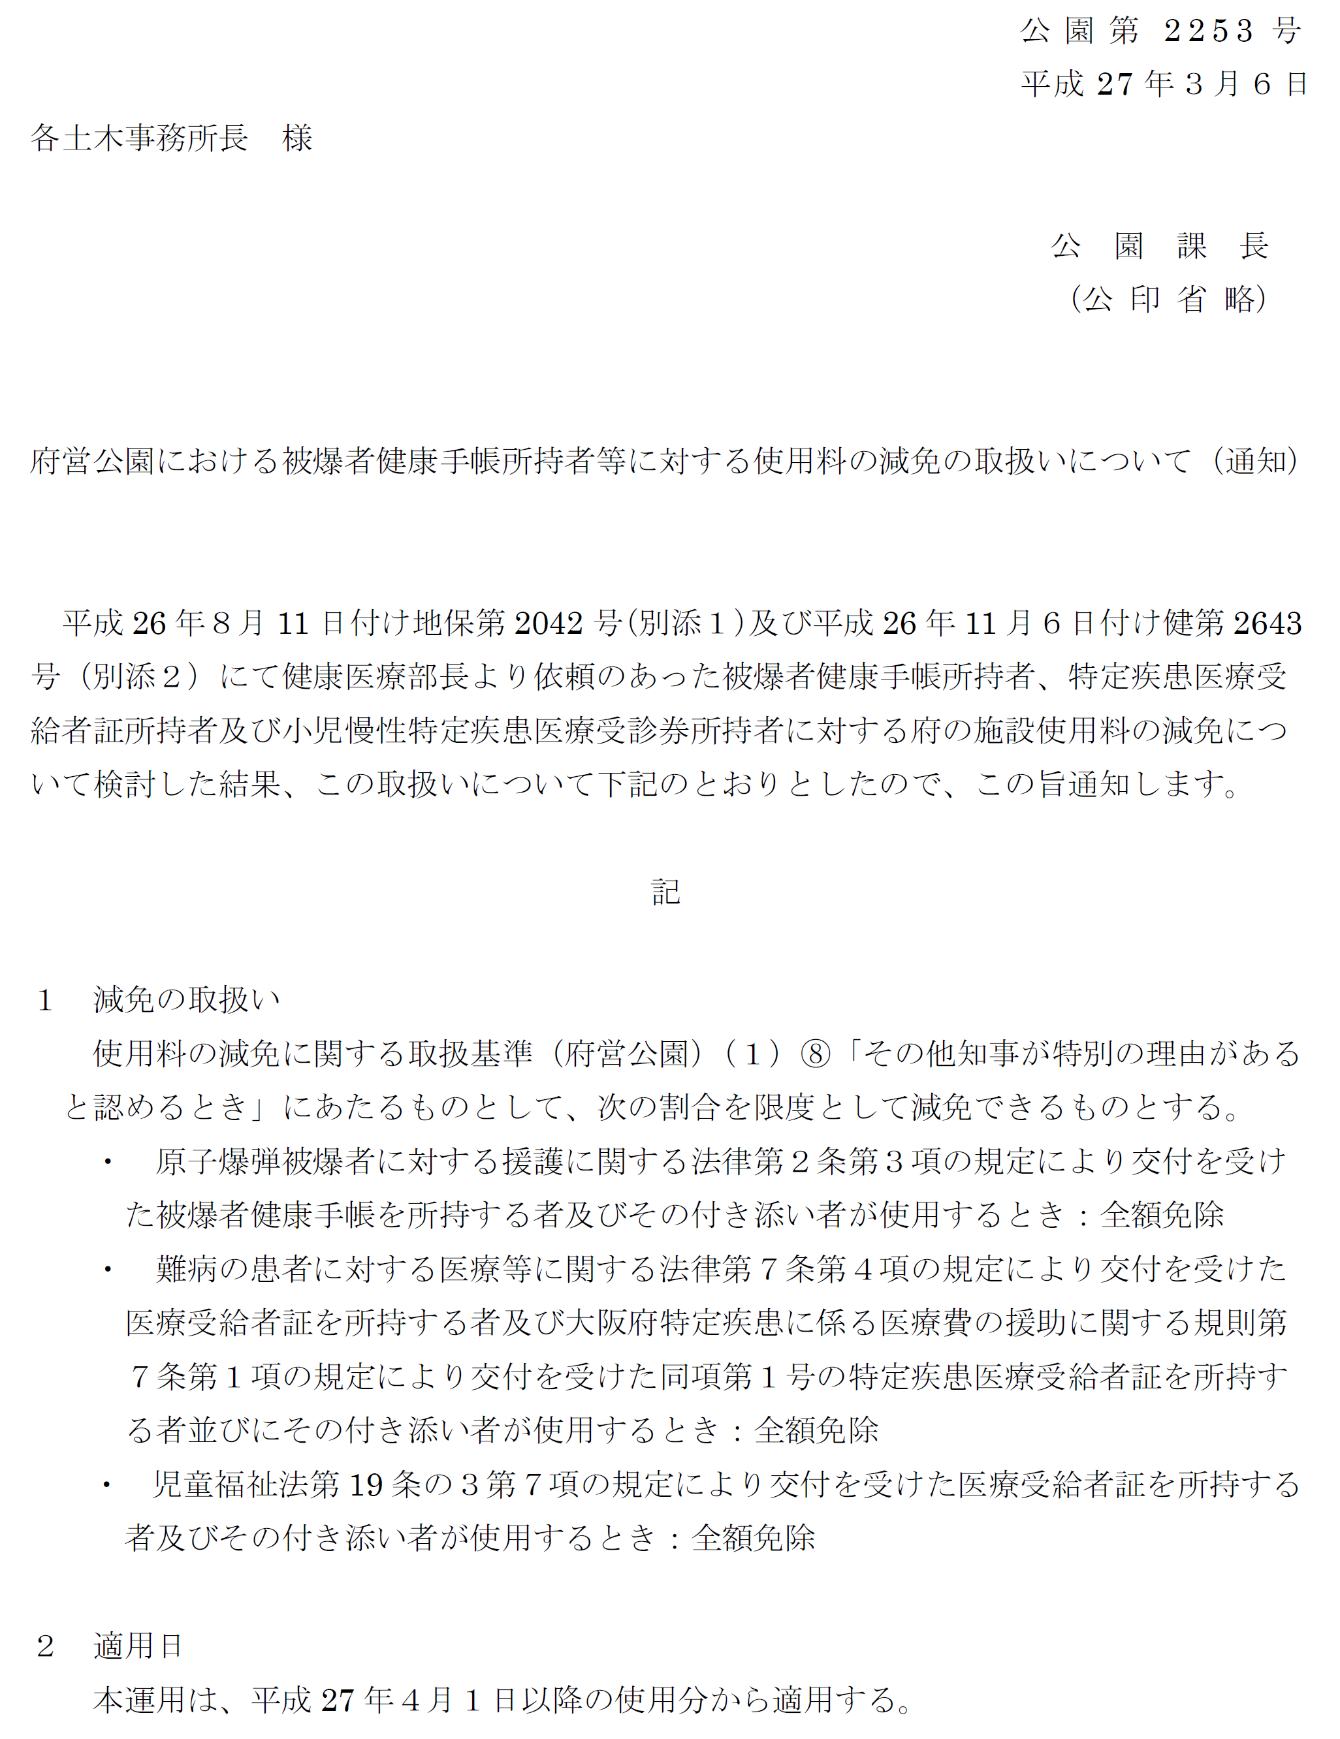 公園第 2253 号
平成 27 年３月６日
各土木事務所長　様
公　園　課　長
（公 印 省 略）
府営公園における被爆者健康手帳所持者等に対する使用料の減免の取扱いについて（通知）
平成 26 年８月 11 日付け地保第 2042 号(別添１)及び平成 26 年 11 月６日付け健第 2643
号（別添２）にて健康医療部長より依頼のあった被爆者健康手帳所持者、特定疾患医療受
給者証所持者及び小児慢性特定疾患医療受診券所持者に対する府の施設使用料の減免につ
いて検討した結果、この取扱いについて下記のとおりとしたので、この旨通知します。
記
１　減免の取扱い
使用料の減免に関する取扱基準（府営公園）（１）⑧「その他知事が特別の理由がある
と認めるとき」にあたるものとして、次の割合を限度として減免できるものとする。
・　原子爆弾被爆者に対する援護に関する法律第２条第３項の規定により交付を受け
た被爆者健康手帳を所持する者及びその付き添い者が使用するとき：全額免除
・　難病の患者に対する医療等に関する法律第７条第４項の規定により交付を受けた
医療受給者証を所持する者及び大阪府特定疾患に係る医療費の援助に関する規則第
７条第１項の規定により交付を受けた同項第１号の特定疾患医療受給者証を所持す
る者並びにその付き添い者が使用するとき：全額免除
・　児童福祉法第 19 条の３第７項の規定により交付を受けた医療受給者証を所持する
者及びその付き添い者が使用するとき：全額免除
２　適用日
本運用は、平成 27 年４月１日以降の使用分から適用する。